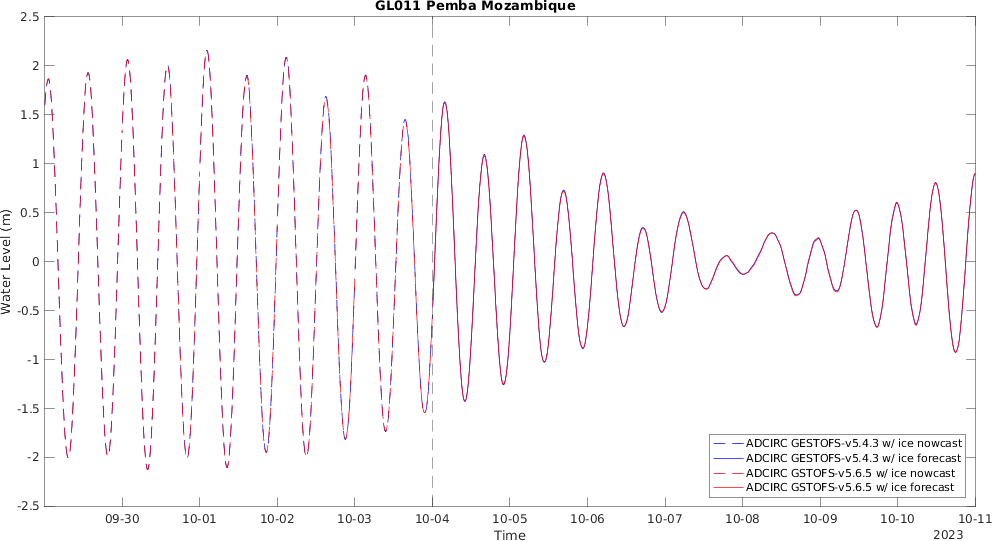 GL011 Pemba Mozambique
2.5
2
1.5
1
0.5
0
-0.5
-1
-1.5
-2
-2.5
Water Level (m)
09-30 10-01 10-02 10-03 10-04 10-05 10-06 10-07 10-08 10-09 10-10 10-11
Time
2023
ADCIRC GESTOFS-v5.4.3 w/ ice nowcast
ADCIRC GESTOFS-v5.4.3 w/ ice forecast
ADCIRC GSTOFS-v5.6.5 w/ ice nowcast
ADCIRC GSTOFS-v5.6.5 w/ ice forecast